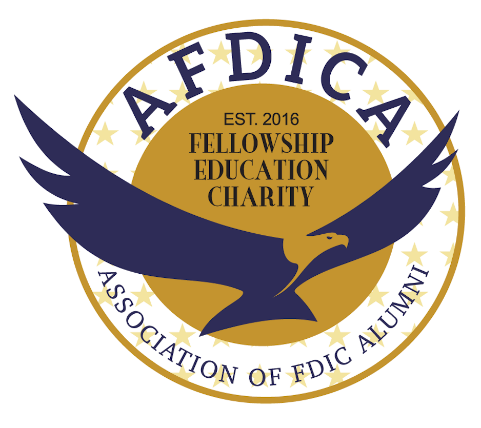 AFDICA
EST. 2016
FELLOWSHIP
EDUCATION
CHARITY
ASSOCIATION OF FDIC ALUMNI